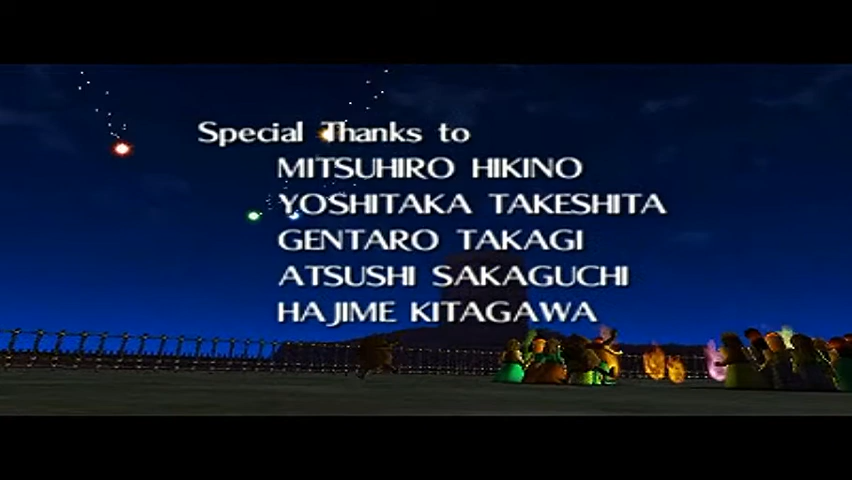 Special Thanks to
MITSUHIRO HIKINO
YOSHITAKA TAKESHITA
GENTARO TAKAGI
ATSUSHI SAKAGUCHI
HAJIME KITAGAWA